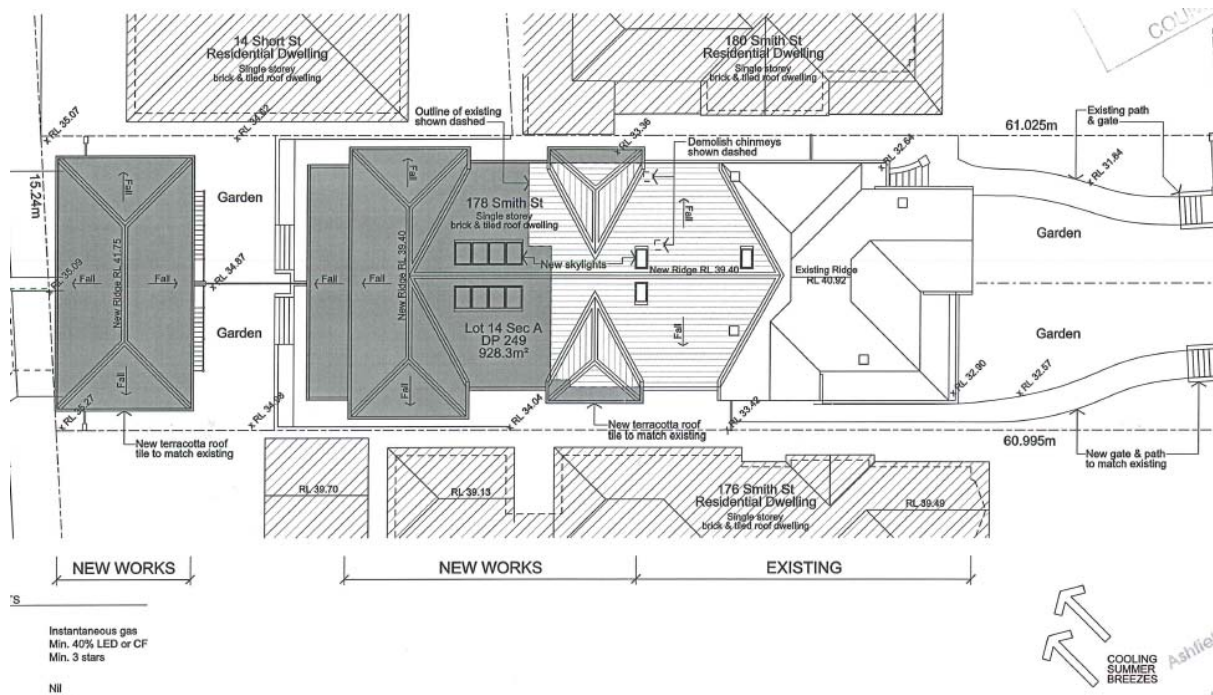 COUN
14 Short St
Residential Dwelling
Single storey
brick & tiled roof dwelling
180 Smith St
Residential Dwelling
Single storey
brick & tiled roof dwelling
x RL 35.07
x RL 34.62
Outline of existing
shown dashed
x RL 33.36
Demolish chinmeys
shown dashed
x RL 32.64
61.025m
Existing path
& gate
x RL 31.84
15.24m
Fall
Garden
178 Smith St
Single storey
brick & tiled roof dwelling
Fall
Fall
Garden
x RL 35.09
Fall
New Ridge RL 41.75
Fall
x RL 34.87
Fall
Fall
New Ridge RL 39.40
New skylights
New Ridge RL 39.40
Existing Ridge
RL 40.92
Garden
Lot 14 Sec A
DP 249
928.3m²
Fall
Garden
Fall
Fall
x RL 35.27
x RL 34.98
x RL 34.04
x RL 33.42
x RL 32.90
x RL 32.57
New terracotta roof
tile to match existing
New terracotta roof
tile to match existing
60.995m
New gate & path
to match existing
RL 39.70
RL 39.13
176 Smith St
Residential Dwelling
Single storey
brick & tiled roof dwelling
RL 39.49
NEW WORKS
NEW WORKS
EXISTING
TS
Instantaneous gas
Min. 40% LED or CF
Min. 3 stars
Nil
COOLING
SUMMER
BREEZES
Ashfiel